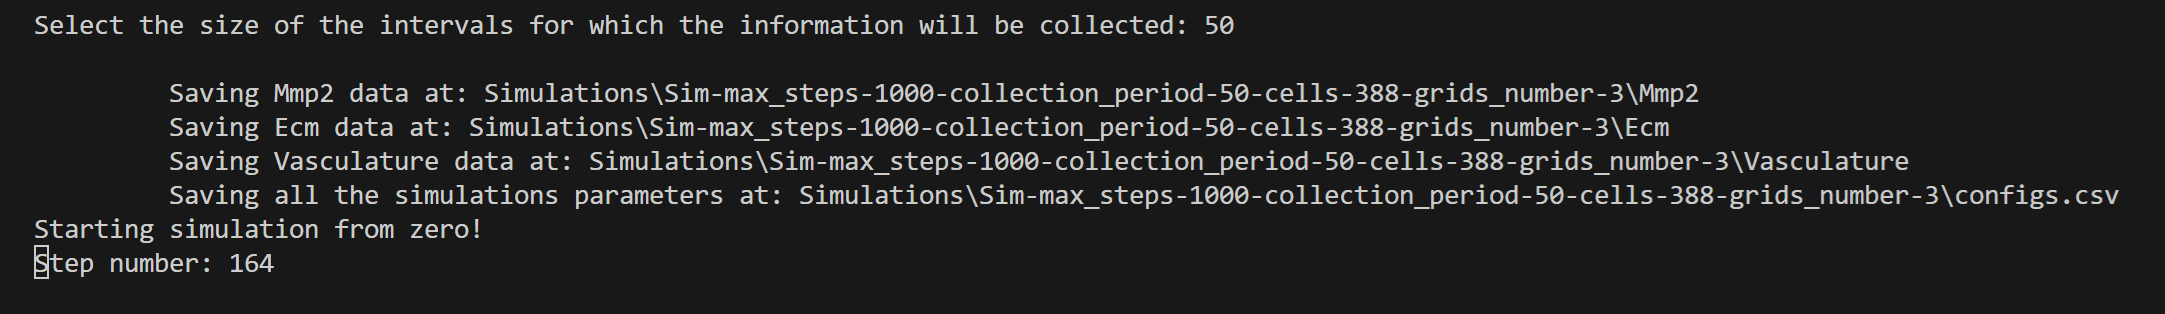 Select the size of the intervals for which the information will be collected: 50
Saving Mmp2 data at: Simulations\Sim-max_steps-1000-collection_period-50-cells-388-grids_number-3\Mmp2
Saving Ecm data at: Simulations\Sim-max_steps-1000-collection_period-50-cells-388-grids_number-3\Ecm
Saving Vasculature data at: Simulations\Sim-max_steps-1000-collection_period-50-cells-388-grids_number-3\Vasculature
Saving all the simulations parameters at: Simulations\Sim-max_steps-1000-collection_period-50-cells-388-grids_number-3\configs.csv
Starting simulation from zero!
Step number: 164